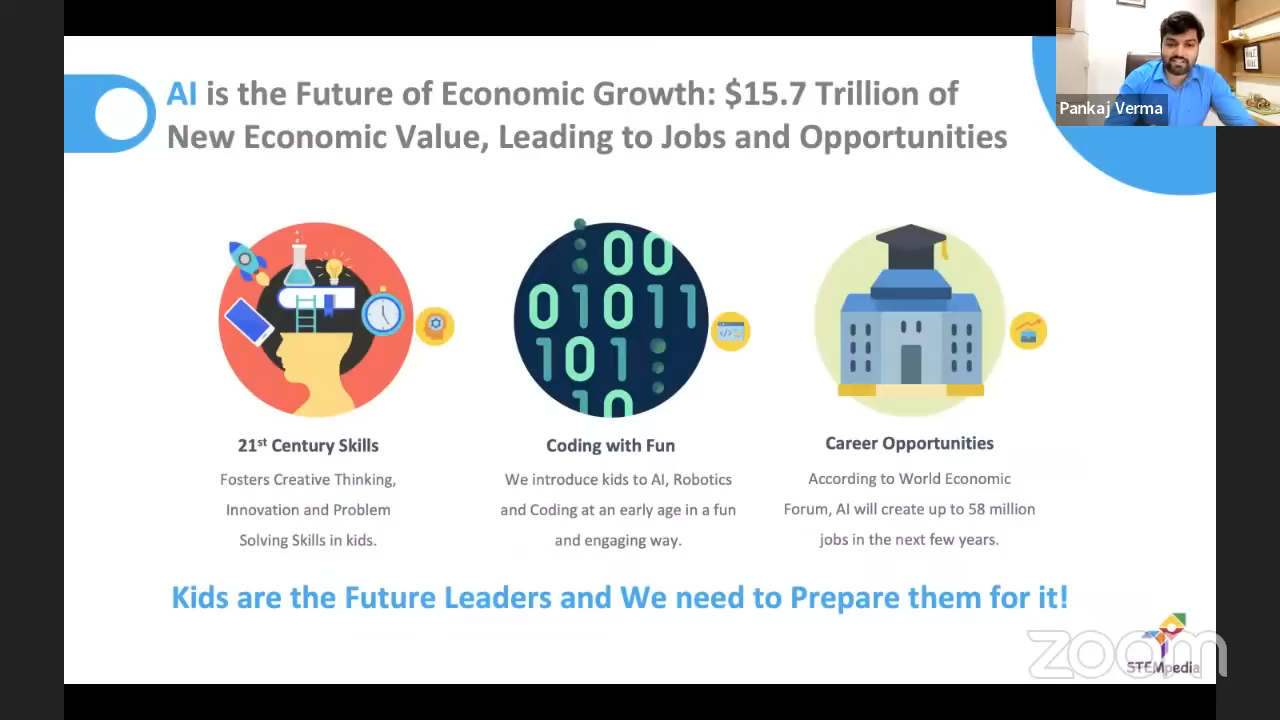 AI is the Future of Economic Growth: $15.7 Trillion of
New Economic Value, Leading to Jobs and Opportunities
Pankaj Verma
00
01011
101
10
21st Century Skills
Fosters Creative Thinking,
Innovation and Problem
Solving Skills in kids.
Coding with Fun
We introduce kids to AI, Robotics
and Coding at an early age in a fun
and engaging way.
Career Opportunities
According to World Economic
Forum, AI will create up to 58 million
jobs in the next few years.
Kids are the Future Leaders and We need to Prepare them for it!
zoom
STEMpedia